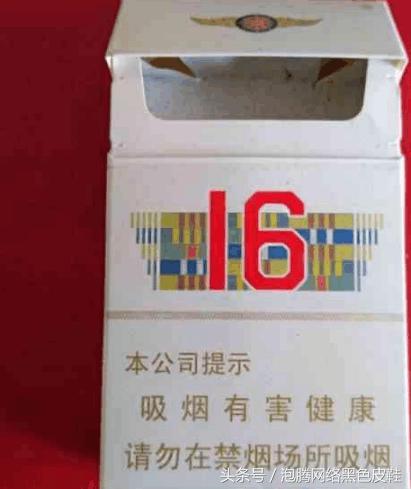 16
本公司提示
吸烟有害健康
请勿在禁烟场所吸烟
头条号／泡腾网络黑色皮鞋